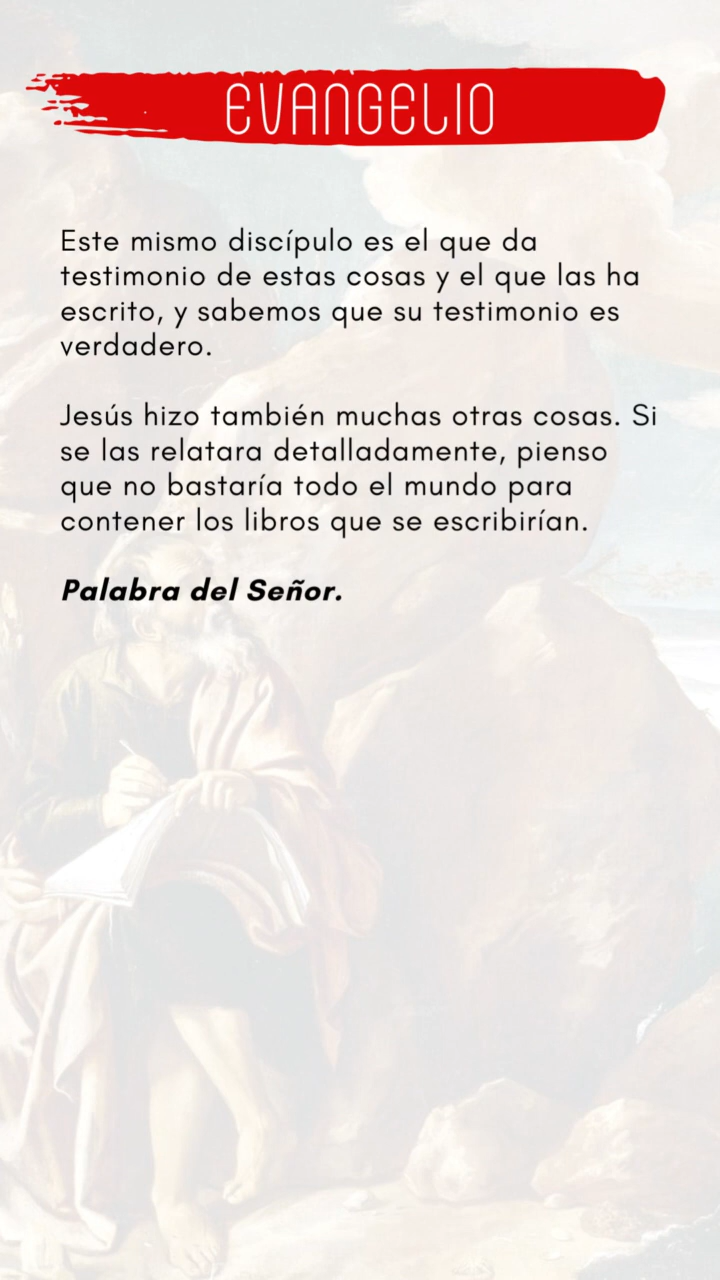 EVANGELIO
Este mismo discípulo es el que da
testimonio de estas cosas y el que las ha
escrito, y sabemos que su testimonio es
verdadero.
Jesús hizo también muchas otras cosas. Si
se las relatara detalladamente, pienso
que no bastaría todo el mundo para
contener los libros que se escribirían.
Palabra del Señor.